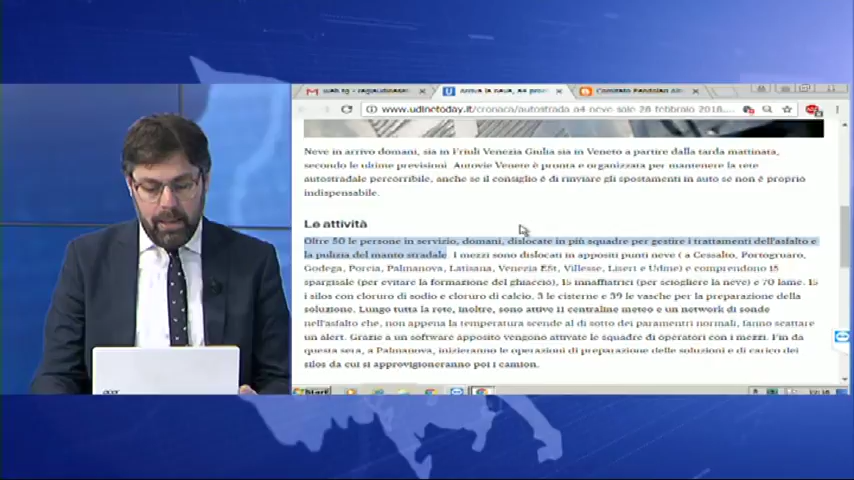 Arriva la neve,
www.udinetoday.it/cronaca/autostrada-a4-neve-sale-28-febbraio-2018....
Neve in arrivo domani, sia in Friuli Venezia Giulia sia in Veneto a partire dalla tarda mattinata,
secondo le ultime previsioni. Autovie Venete è pronta e organizzata per mantenere la rete
autostradale percorribile, anche se il consiglio è di rinviare gli spostamenti in auto se non è proprio
indispensabile.
Le attività
Oltre 50 le persone in servizio, domani, dislocate in più squadre per gestire i trattamenti dell'asfalto e
la pulizia del manto stradale. I mezzi sono dislocati in appositi punti neve ( a Cessalto, Portogruaro,
Godega, Porcia, Palmanova, Latisana, Venezia ESt, Villesse, Lisert e Udine) e comprendono 15
spargisale (per evitare la formazione del ghiaccio), 15 innaffiatrici (per sciogliere la neve) e 70 lame. 15
i silos con cloruro di sodio e cloruro di calcio, 3 le cisterne e 39 le vasche per la preparazione della
soluzione. Lungo tutta la rete, inoltre, sono attive 11 centraline meteo e un network di sonde
nell'asfalto che, non appena la temperatura scende al di sotto dei paramentri normali, fanno scattare
un alert. Grazie a un software apposito vengono attivate le squadre di operatori con i mezzi. Fin da
questa sera, a Palmanova, inizieranno le operazioni di preparazione delle soluzioni e di carico dei
silos da cui si approvigioneranno poi i camion.
acer
Start